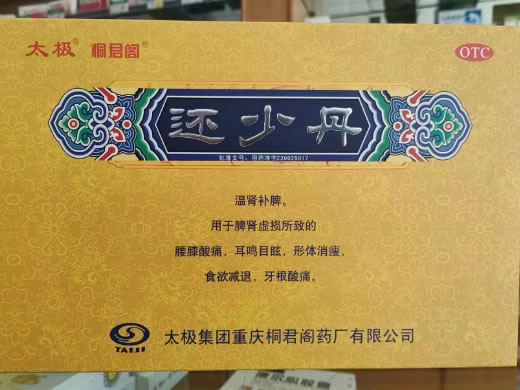 太极® 桐君阁® OTC
还少丹
批准文号：国药准字Z20025017
温肾补脾。
用于脾肾虚损所致的
腰膝酸痛，耳鸣目眩，形体消瘦，
食欲减退，牙根酸痛。
TAIJI 太极集团重庆桐君阁药厂有限公司